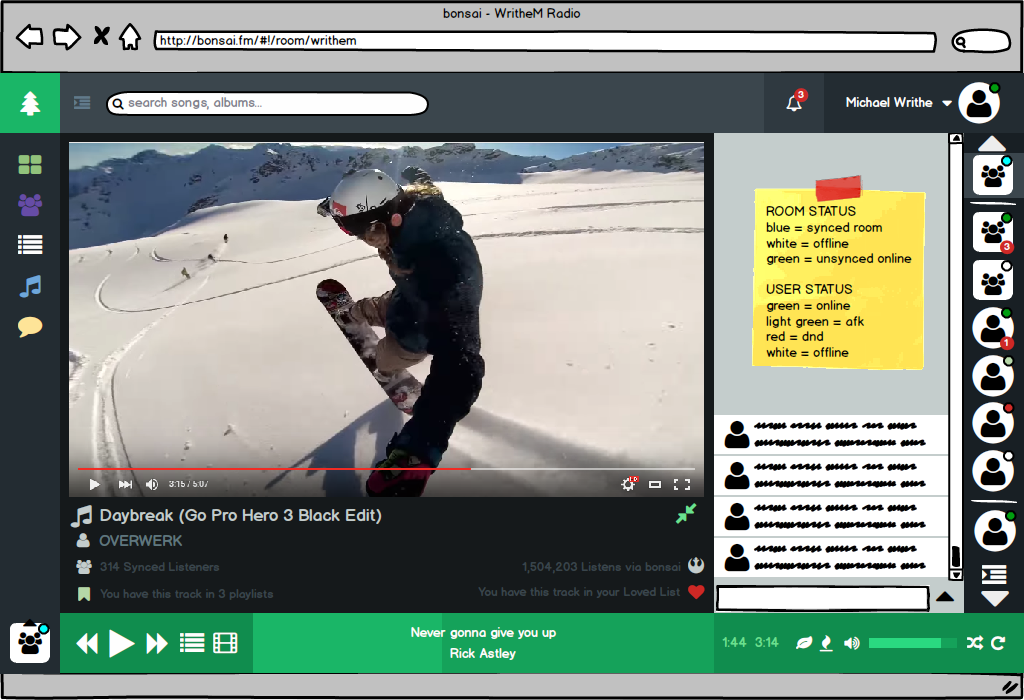 bonsai - WritheM Radio
http://bonsai.fm/#!/room/writhem
search songs, albums...
3
Michael Writhe
ROOM STATUS
blue = synced room
white = offline
green = unsynced online
USER STATUS
green = online
light green = afk
red = dnd
white = offline
3
1
3:15 / 5:07
Daybreak (Go Pro Hero 3 Black Edit)
OVERWERK
314 Synced Listeners
1,504,203 Listens via bonsai
You have this track in 3 playlists
You have this track in your Loved List
Never gonna give you up
Rick Astley
1:44 3:14